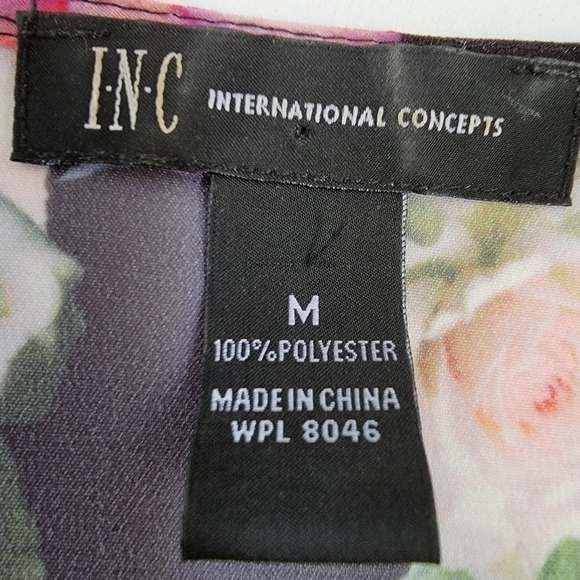 I·N·C INTERNATIONAL CONCEPTS
M
100%POLYESTER
MADE IN CHINA
WPL 8046